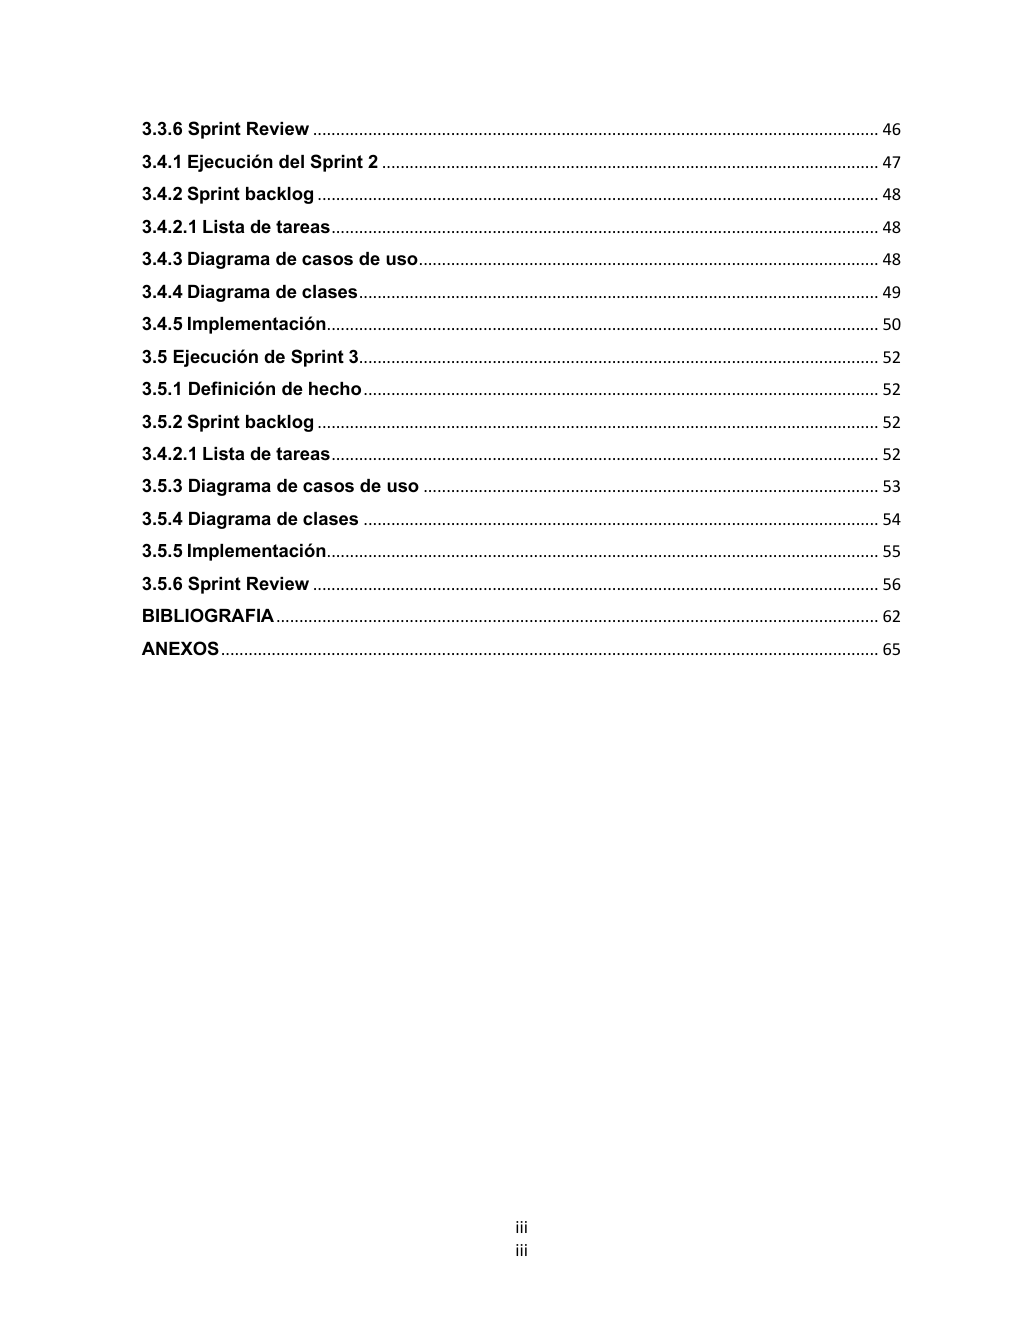 3.3.6 Sprint Review ........................................ 46
3.4.1 Ejecución del Sprint 2 ........................................ 47
3.4.2 Sprint backlog ........................................ 48
3.4.2.1 Lista de tareas ........................................ 48
3.4.3 Diagrama de casos de uso ........................................ 48
3.4.4 Diagrama de clases ........................................ 49
3.4.5 Implementación ........................................ 50
3.5 Ejecución de Sprint 3 ........................................ 52
3.5.1 Definición de hecho ........................................ 52
3.5.2 Sprint backlog ........................................ 52
3.4.2.1 Lista de tareas ........................................ 52
3.5.3 Diagrama de casos de uso ........................................ 53
3.5.4 Diagrama de clases ........................................ 54
3.5.5 Implementación ........................................ 55
3.5.6 Sprint Review ........................................ 56
BIBLIOGRAFIA ........................................ 62
ANEXOS ........................................ 65
iii
iii